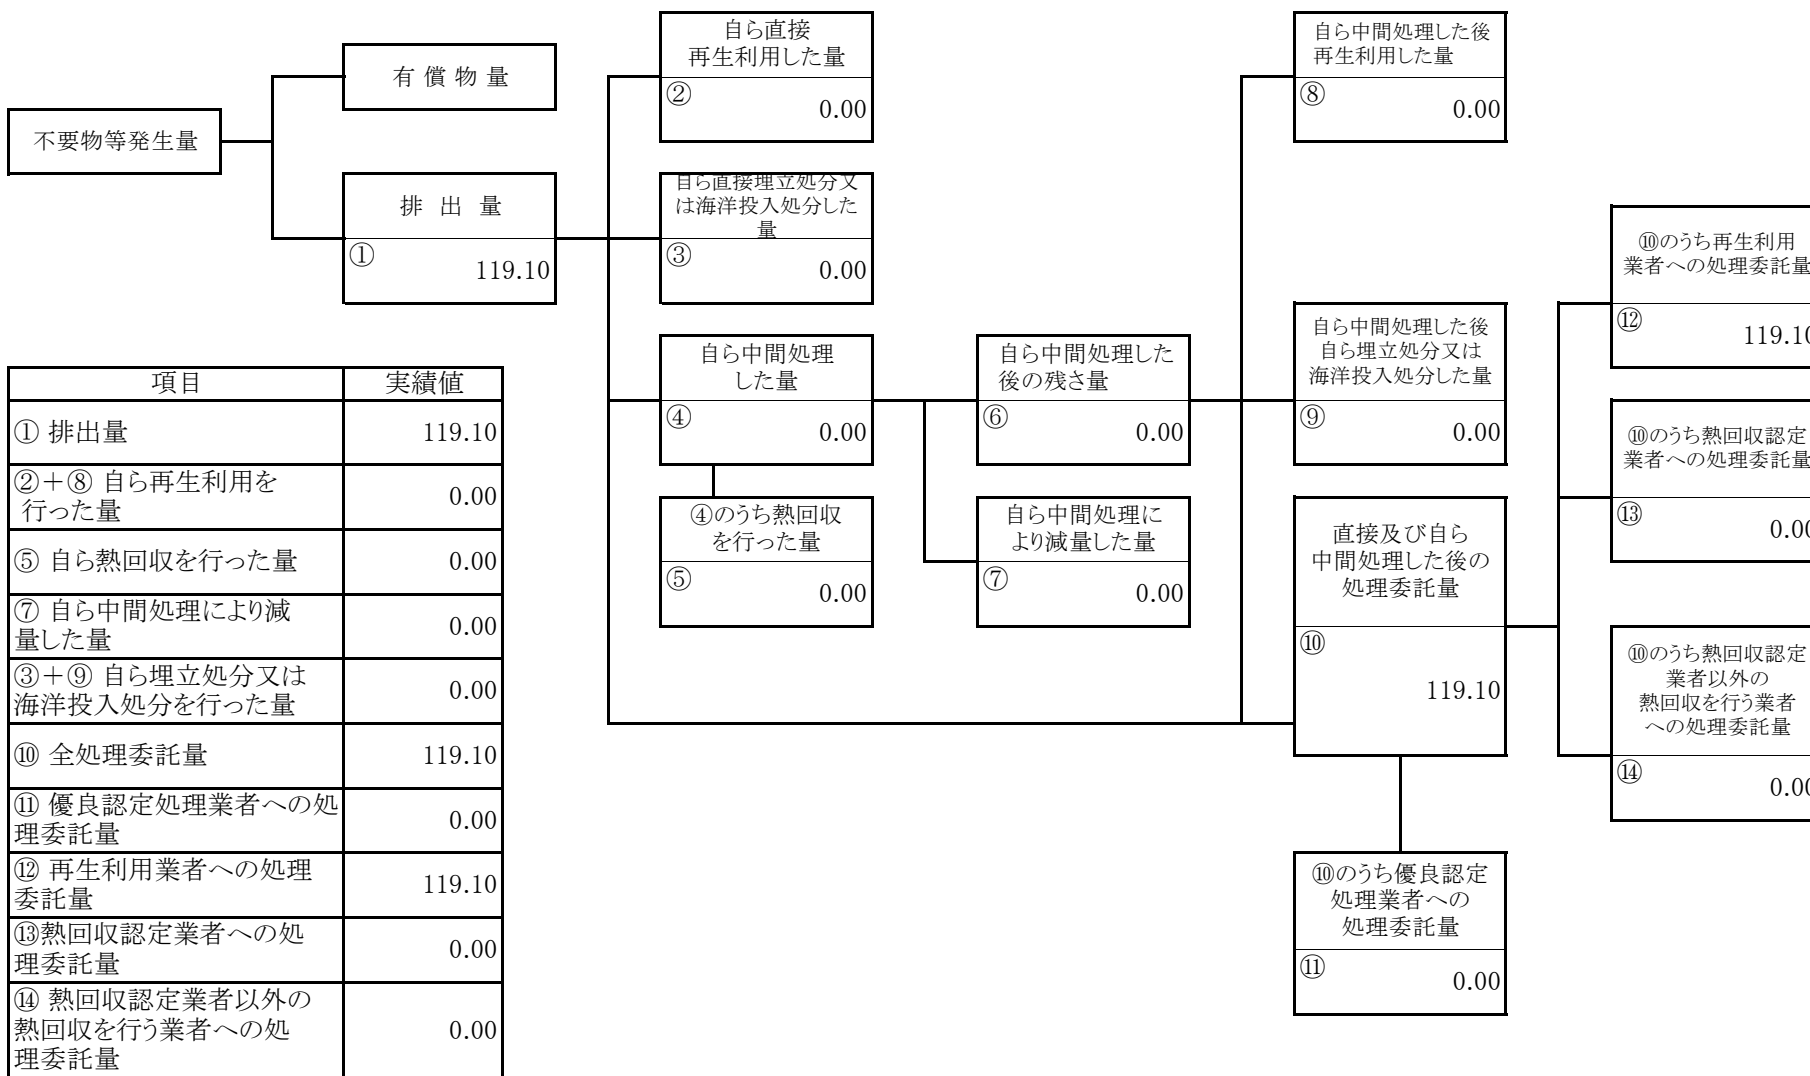 不要物等発生量
有 償 物 量
排 出 量
①
119.10
自ら直接
再生利用した量
②
0.00
自ら直接埋立処分又
は海洋投入処分した
量
③
0.00
自ら中間処理
した量
④
0.00
④のうち熱回収
を行った量
⑤
0.00
自ら中間処理した
後の残さ量
⑥
0.00
自ら中間処理に
より減量した量
⑦
0.00
自ら中間処理した後
再生利用した量
⑧
0.00
自ら中間処理した後
自ら埋立処分又は
海洋投入処分した量
⑨
0.00
直接及び自ら
中間処理した後の
処理委託量
⑩
119.10
⑩のうち優良認定
処理業者への
処理委託量
⑪
0.00
⑩のうち再生利用
業者への処理委託量
⑫
119.10
⑩のうち熱回収認定
業者への処理委託量
⑬
0.00
⑩のうち熱回収認定
業者以外の
熱回収を行う業者
への処理委託量
⑭
0.00
項目 実績値
① 排出量 119.10
②＋⑧ 自ら再生利用を
行った量 0.00
⑤ 自ら熱回収を行った量 0.00
⑦ 自ら中間処理により減
量した量 0.00
③＋⑨ 自ら埋立処分又は
海洋投入処分を行った量 0.00
⑩ 全処理委託量 119.10
⑪ 優良認定処理業者への処
理委託量 0.00
⑫ 再生利用業者への処理
委託量 119.10
⑬熱回収認定業者への処
理委託量 0.00
⑭ 熱回収認定業者以外の
熱回収を行う業者への処
理委託量 0.00